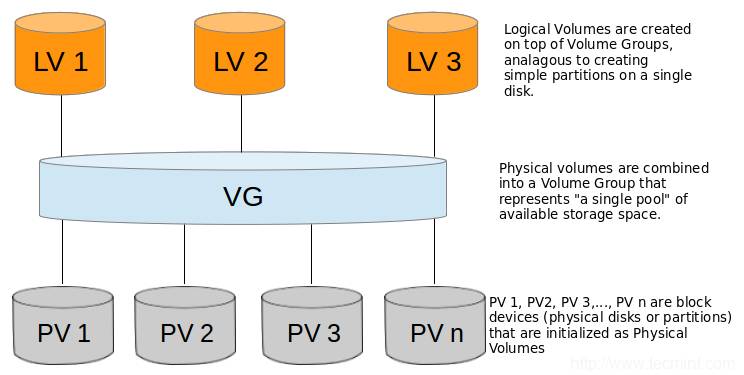 LV 1
LV 2
LV 3
Logical Volumes are created
on top of Volume Groups,
analagous to creating
simple partitions on a single
disk.
VG
Physical volumes are combined
into a Volume Group that
represents "a single pool" of
available storage space.
PV 1
PV 2
PV 3
PV n
PV 1, PV2, PV 3,..., PV n are block
devices (physical disks or partitions)
that are initialized as Physical
Volumes
http://www.tecmint.com